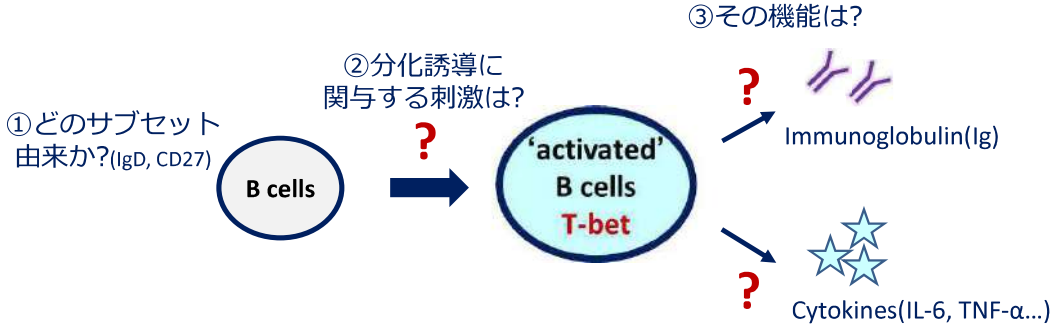 ①どのサブセット
由来か?(IgD, CD27)
B cells
②分化誘導に
関与する刺激は?
?
'activated'
B cells
T-bet
③その機能は?
?
Immunoglobulin(Ig)
?
Cytokines(IL-6, TNF-α…)